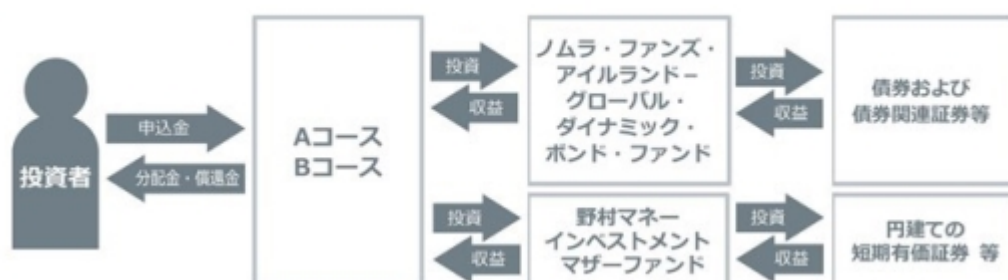 投資者
申込金
分配金・償還金
Aコース
Bコース
投資
収益
ノムラ・ファンズ・
アイルランド－
グローバル・
ダイナミック・
ボンド・ファンド
投資
収益
債券および
債券関連証券等
投資
収益
野村マネー
インベストメント
マザーファンド
投資
収益
円建ての
短期有価証券 等